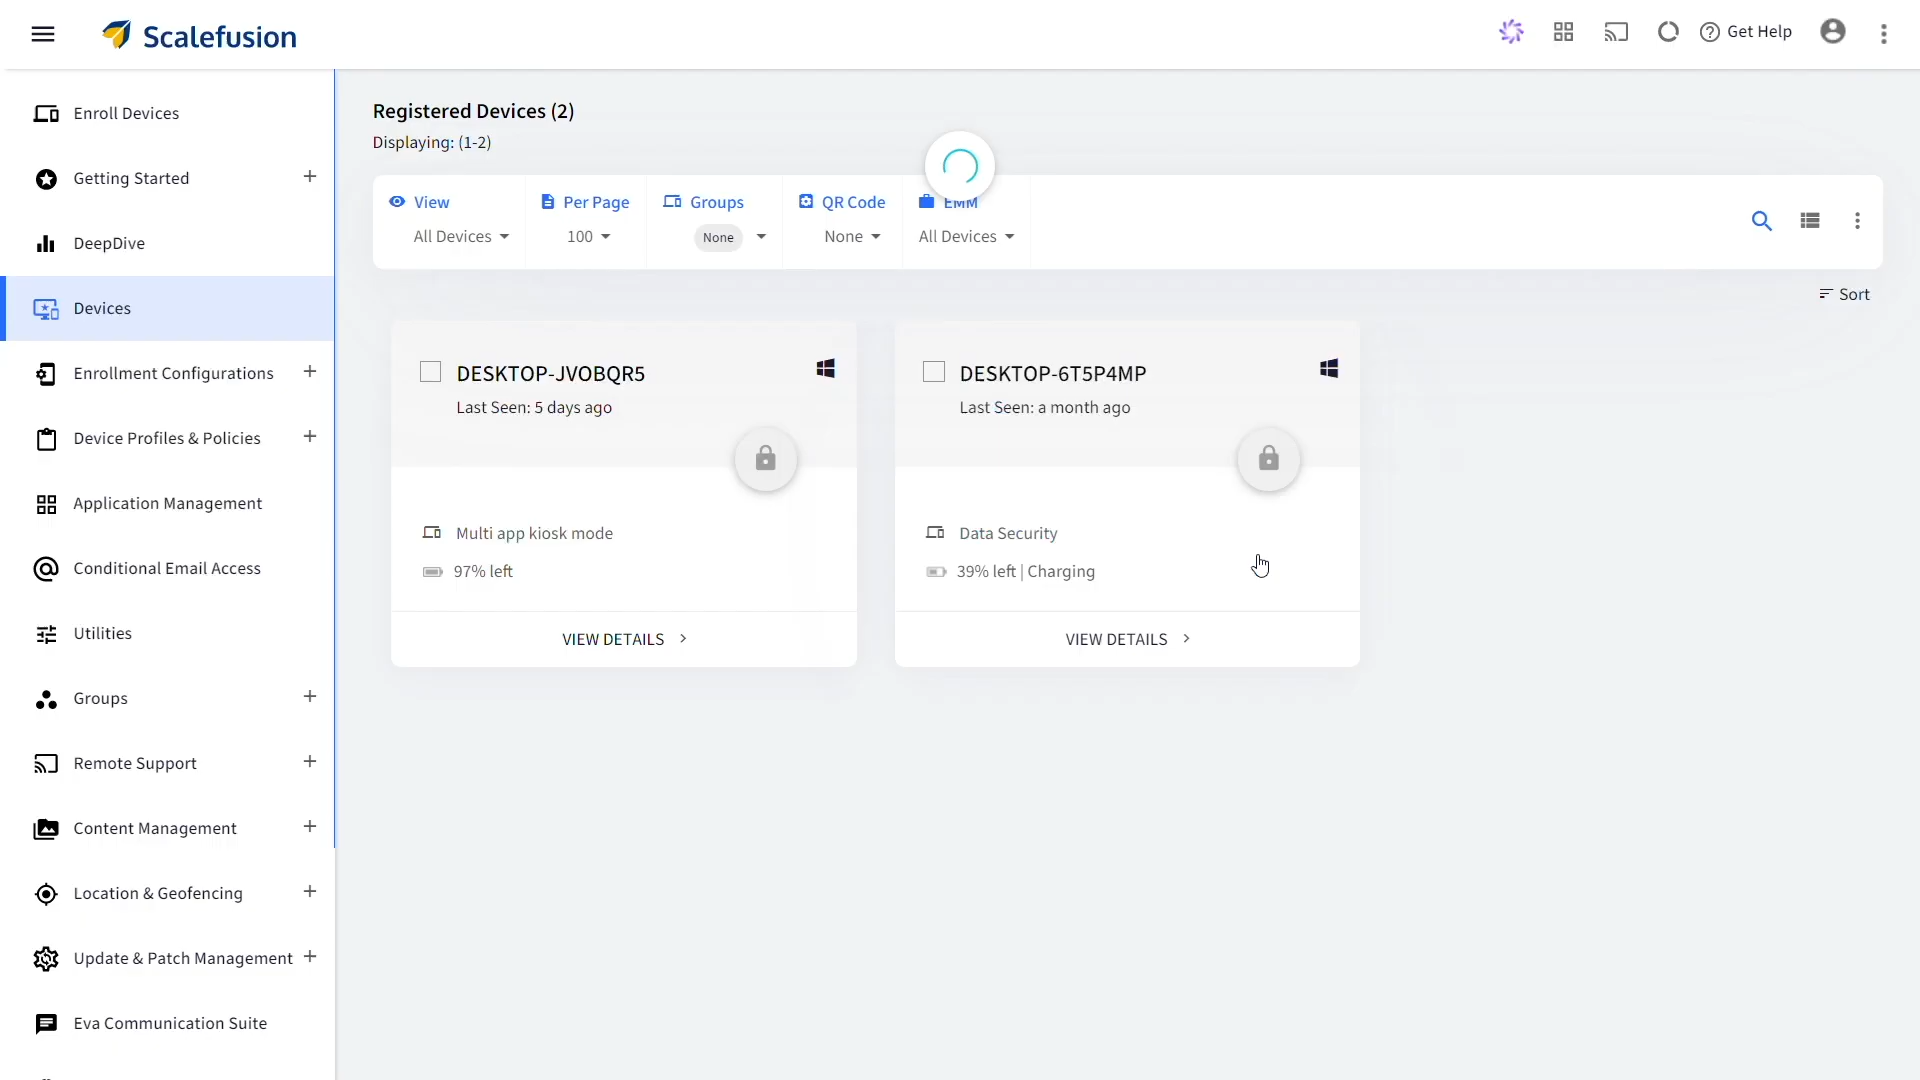 Scalefusion
Get Help
Enroll Devices
Getting Started
DeepDive
Devices
Enrollment Configurations
Device Profiles & Policies
Application Management
Conditional Email Access
Utilities
Groups
Remote Support
Content Management
Location & Geofencing
Update & Patch Management
Eva Communication Suite
Registered Devices (2)
Displaying: (1-2)
View
All Devices
Per Page
100
Groups
None
QR Code
None
EMM
All Devices
Sort
DESKTOP-JVOBQR5
Last Seen: 5 days ago
Multi app kiosk mode
97% left
VIEW DETAILS
DESKTOP-6T5P4MP
Last Seen: a month ago
Data Security
39% left | Charging
VIEW DETAILS